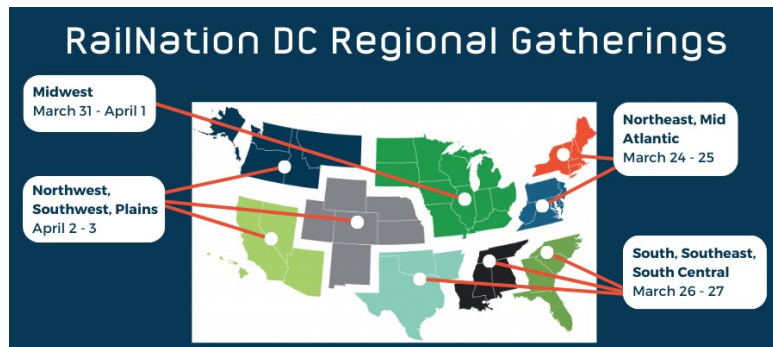 RailNation DC Regional Gatherings
Midwest
March 31 - April 1
Northeast, Mid
Atlantic
March 24 - 25
Northwest,
Southwest, Plains
April 2 - 3
South, Southeast,
South Central
March 26 - 27